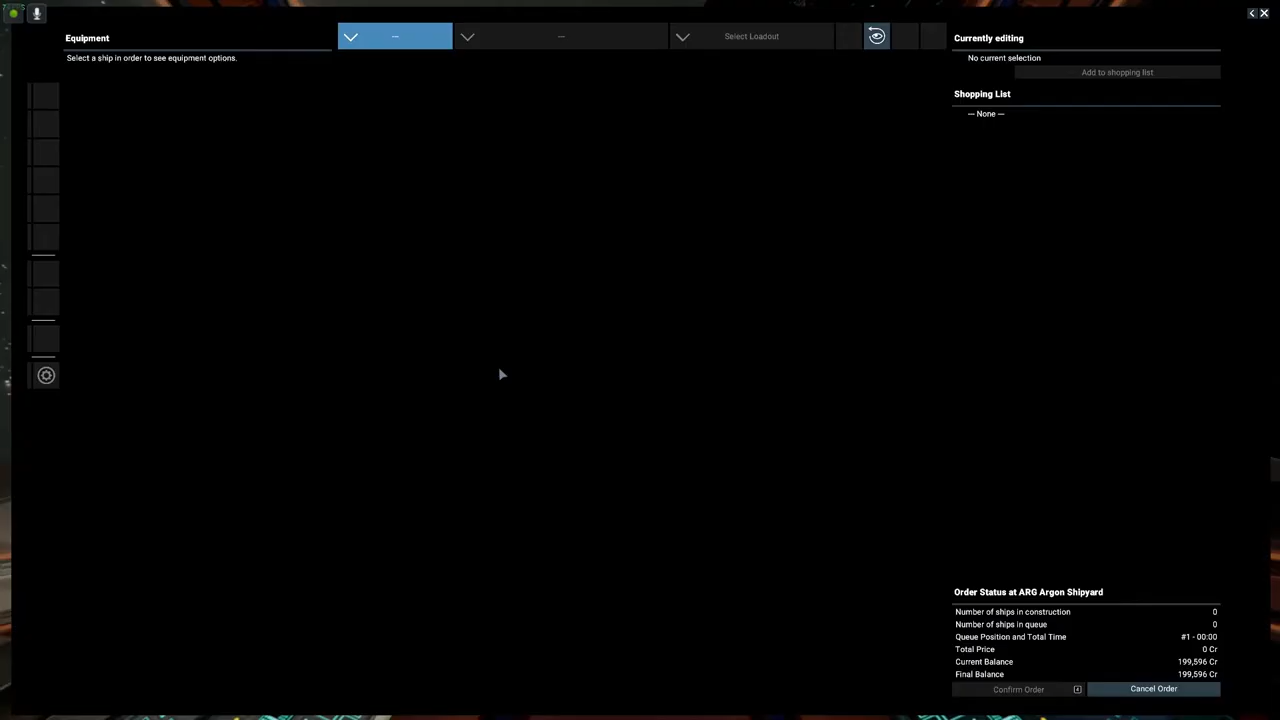 Equipment
Select a ship in order to see equipment options.
---
---
Select Loadout
Currently editing
No current selection
Add to shopping list
Shopping List
— None —
Order Status at ARG Argon Shipyard
Number of ships in construction 0
Number of ships in queue 0
Queue Position and Total Time #1 - 00:00
Total Price 0 Cr
Current Balance 199,596 Cr
Final Balance 199,596 Cr
Confirm Order
Cancel Order